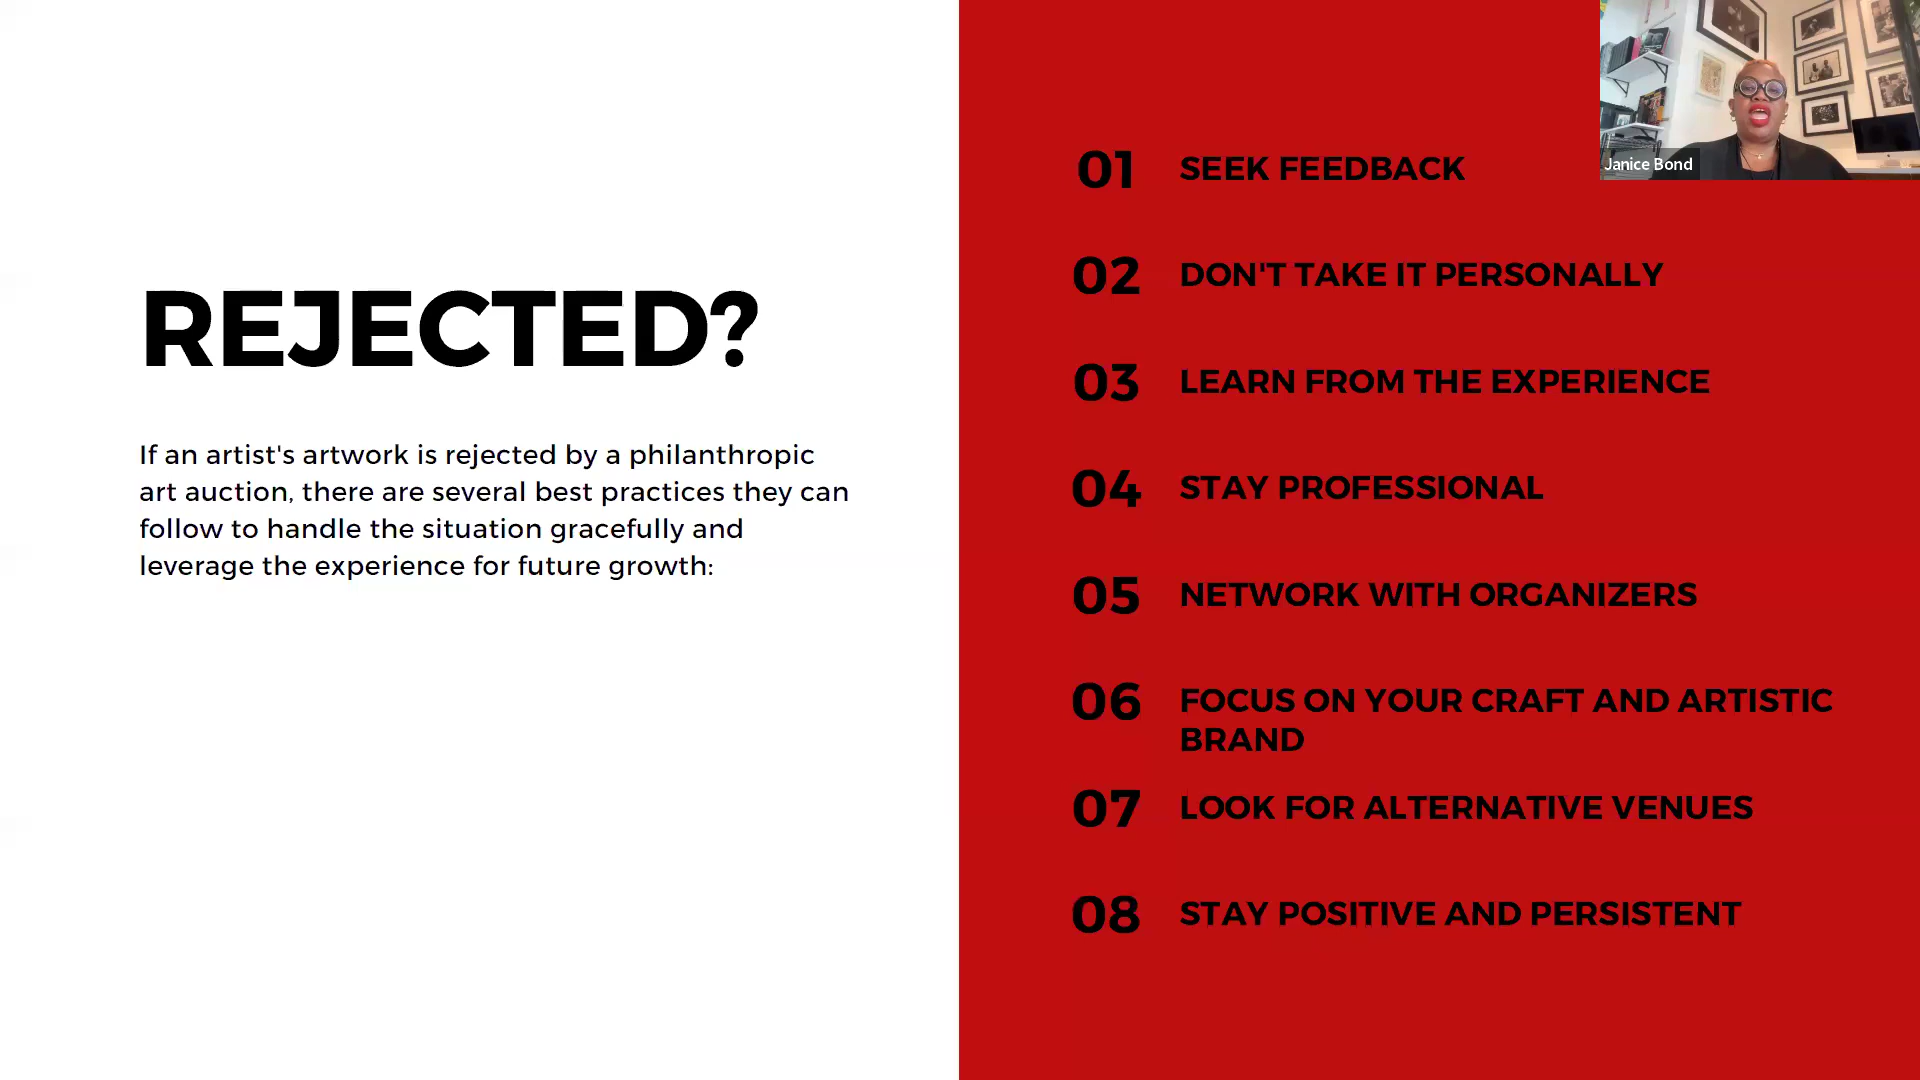 REJECTED?
If an artist's artwork is rejected by a philanthropic
art auction, there are several best practices they can
follow to handle the situation gracefully and
leverage the experience for future growth:
01 SEEK FEEDBACK
02 DON'T TAKE IT PERSONALLY
03 LEARN FROM THE EXPERIENCE
04 STAY PROFESSIONAL
05 NETWORK WITH ORGANIZERS
06 FOCUS ON YOUR CRAFT AND ARTISTIC
BRAND
07 LOOK FOR ALTERNATIVE VENUES
08 STAY POSITIVE AND PERSISTENT
Janice Bond